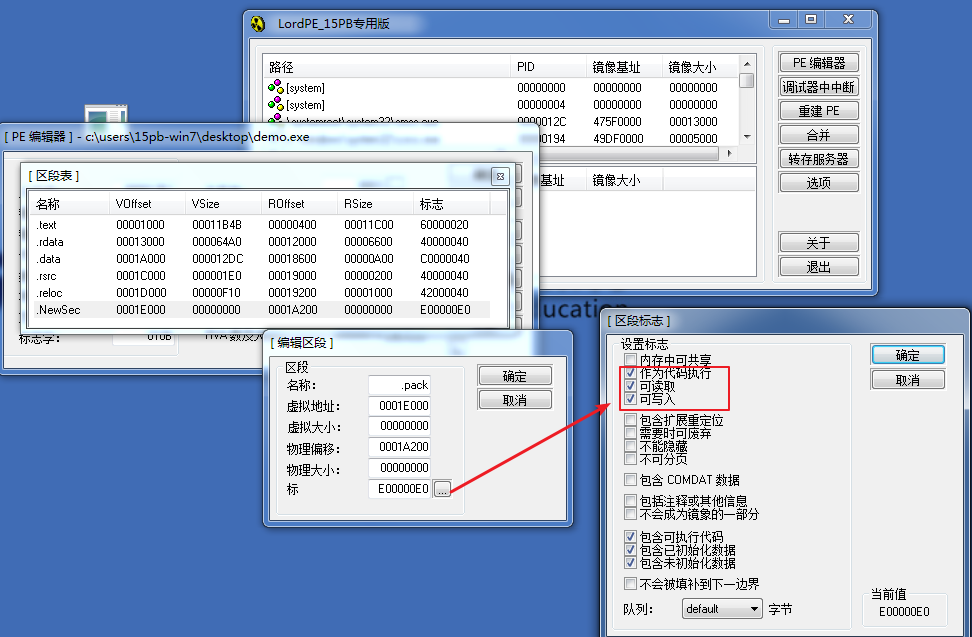 LordPE_15PB专用版
路径 PID 镜像基址 镜像大小
[system] 00000000 00000000 00000000
[system] 00000004 00000000 00000000
0000012C 475F0000 00013000
00000194 49DF0000 00005000
基址 镜像大小
PE 编辑器
调试器中中断
重建 PE
合并
转存服务器
选项
关于
退出
[ PE 编辑器 ] - c:\users\15pb-win7\desktop\demo.exe
[ 区段表 ]
名称 VOffset VSize ROffset RSize 标志
.text 00001000 00011B4B 00000400 00011C00 60000020
.rdata 00013000 000064A0 00012000 00006600 40000040
.data 0001A000 000012DC 00018600 00000A00 C0000040
.rsrc 0001C000 000001E0 00019000 00000200 40000040
.reloc 0001D000 00000F10 00019200 00001000 42000040
.NewSec 0001E000 00000000 0001A200 00000000 E00000E0
标志字: 010B
ucation
[ 编辑区段 ]
区段
名称: .pack
虚拟地址: 0001E000
虚拟大小: 00000000
物理偏移: 0001A200
物理大小: 00000000
标 E00000E0 ...
确定
取消
[ 区段标志 ]
设置标志
内存中可共享
作为代码执行
可读取
可写入
包含扩展重定位
需要时可废弃
不能隐藏
不可分页
包含 COMDAT 数据
包括注释或其他信息
不会成为镜象的一部分
包含可执行代码
包含已初始化数据
包含未初始化数据
不会被填补到下一边界
队列: default 字节
确定
取消
当前值
E00000E0